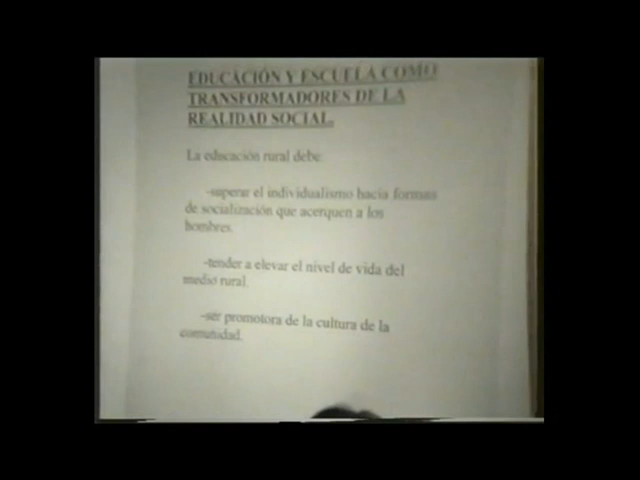 EDUCACIÓN Y ESCUELA COMO
TRANSFORMADORES DE LA
REALIDAD SOCIAL.
La educación rural debe:
-superar el individualismo hacia formas
de socialización que acerquen a los
hombres.
-tender a elevar el nivel de vida del
medio rural.
-ser promotora de la cultura de la
comunidad.